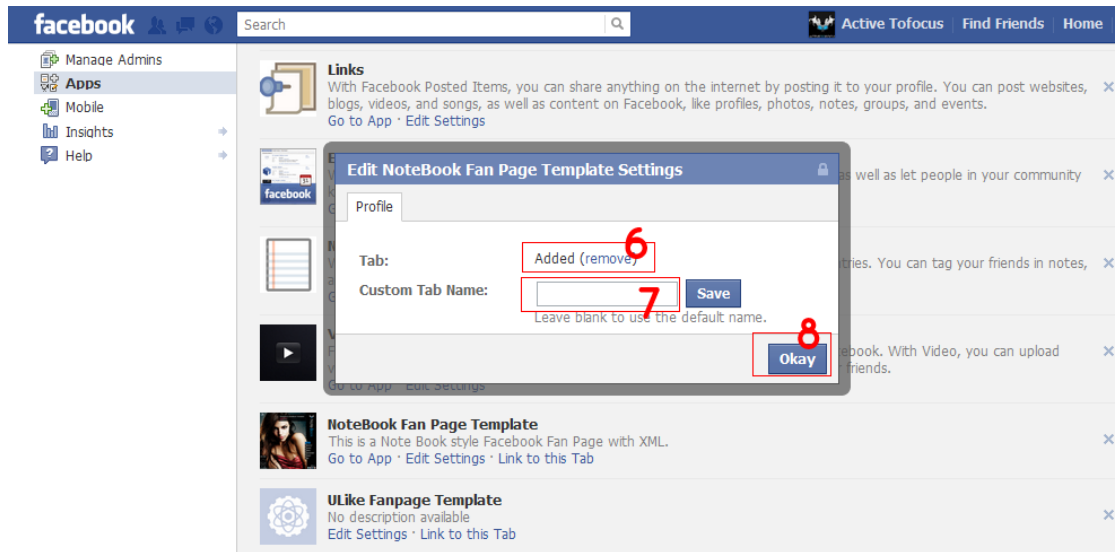 facebook
Search
Active Tofocus
Find Friends
Home
Manage Admins
Apps
Mobile
Insights
Help
Links
With Facebook Posted Items, you can share anything on the internet by posting it to your profile. You can post websites,
blogs, videos, and songs, as well as content on Facebook, like profiles, photos, notes, groups, and events.
Go to App · Edit Settings
facebook
as well as let people in your community
Edit NoteBook Fan Page Template Settings
Profile
Tab:
Added (remove)
6
Custom Tab Name:
7
Save
Leave blank to use the default name.
8
Okay
tries. You can tag your friends in notes,
ebook. With Video, you can upload
friends.
Go to App · Edit Settings
NoteBook Fan Page Template
This is a Note Book style Facebook Fan Page with XML.
Go to App · Edit Settings · Link to this Tab
ULike Fanpage Template
No description available
Edit Settings · Link to this Tab